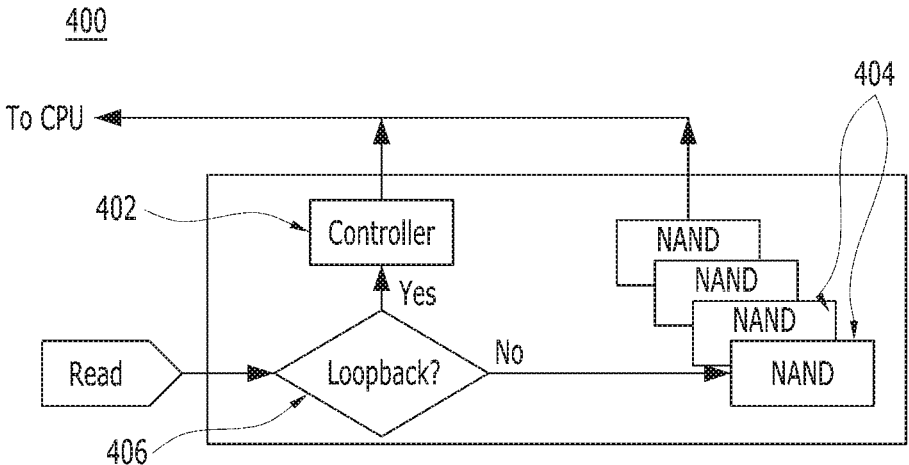 400
404
To CPU
402
Controller
NAND
NAND
Yes
NAND
No
Read
Loopback?
NAND
406